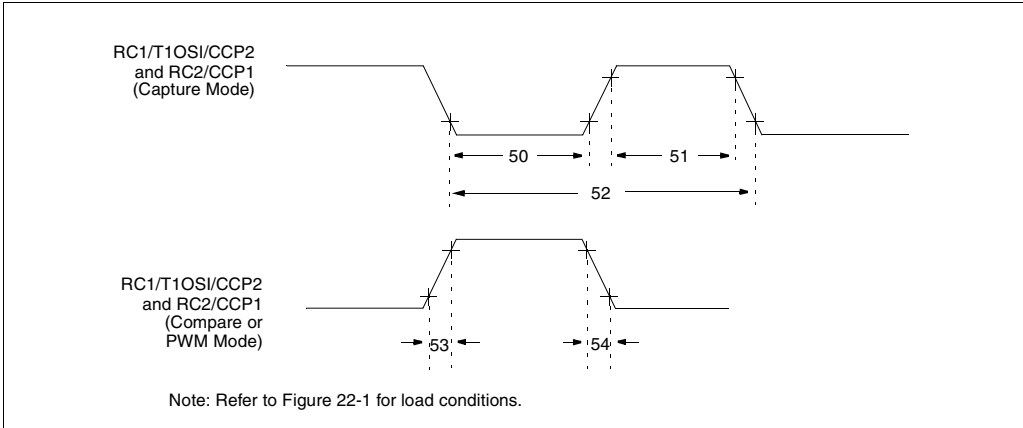 RC1/T1OSI/CCP2
and RC2/CCP1
(Capture Mode)
50
51
52
RC1/T1OSI/CCP2
and RC2/CCP1
(Compare or
PWM Mode)
53
54
Note: Refer to Figure 22-1 for load conditions.